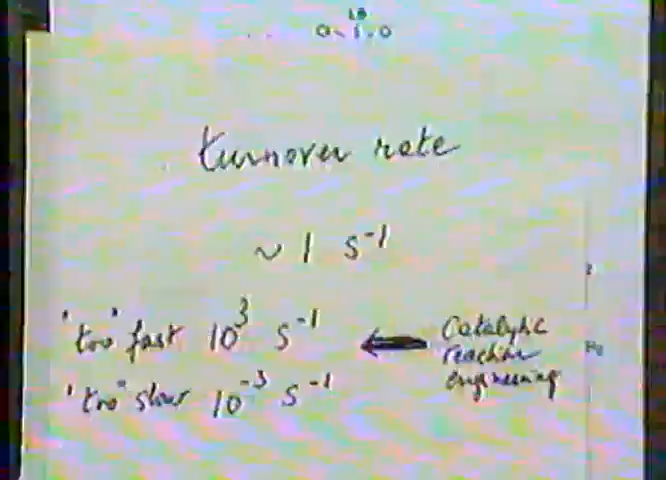 turnover rate
~ 1 s⁻¹
"too" fast 10³ s⁻¹
"too" slow 10⁻³ s⁻¹
Catalytic
reaction
engineering